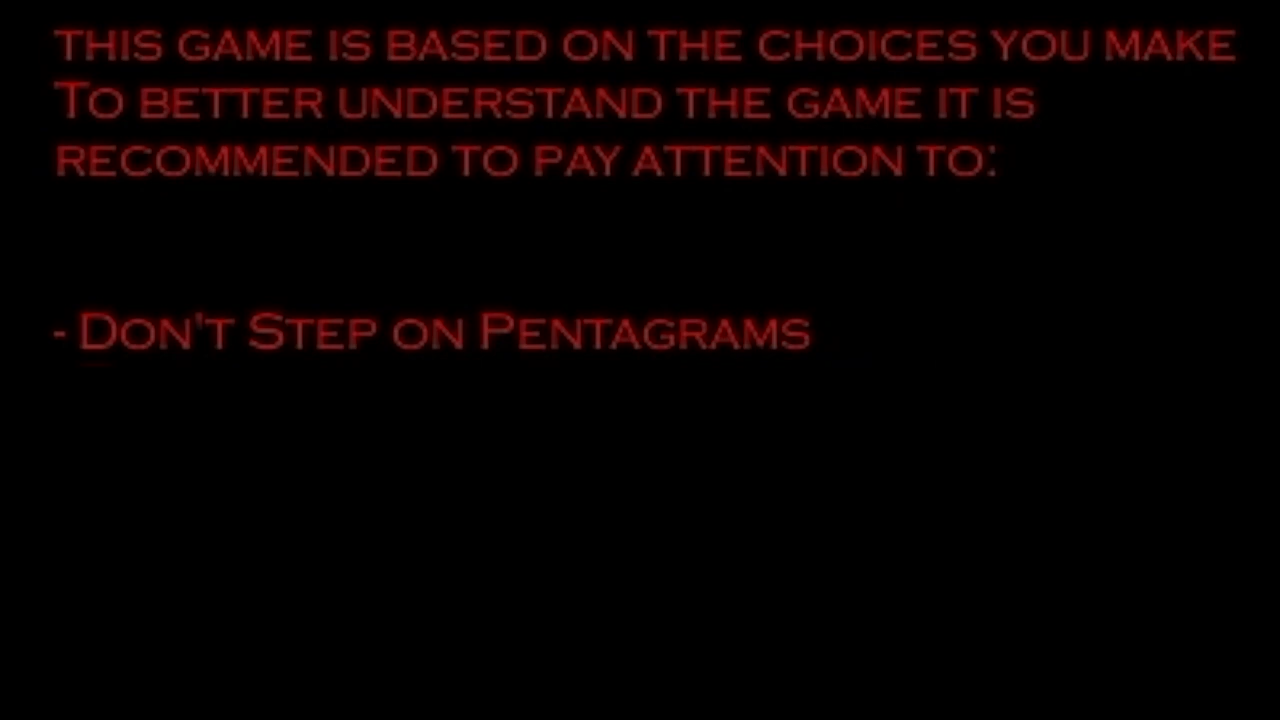 THIS GAME IS BASED ON THE CHOICES YOU MAKE
TO BETTER UNDERSTAND THE GAME IT IS
RECOMMENDED TO PAY ATTENTION TO:
- DON'T STEP ON PENTAGRAMS